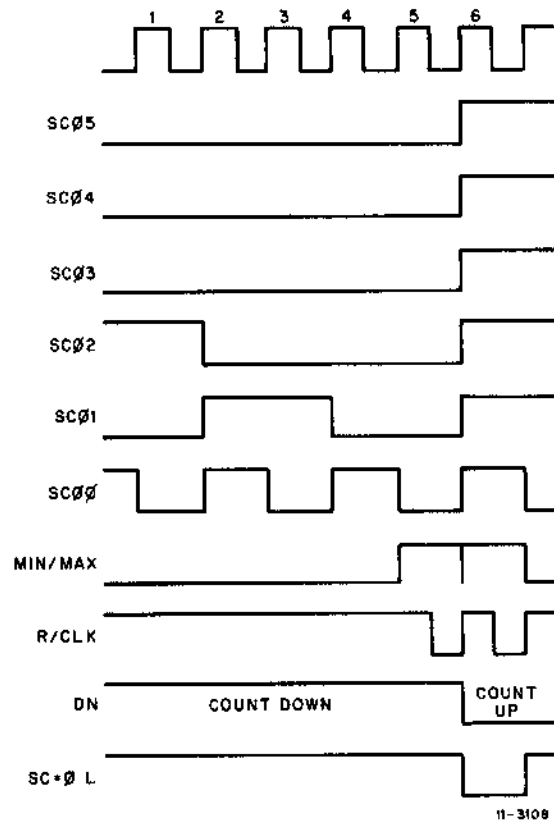 1 2 3 4 5 6
SCØ5
SCØ4
SCØ3
SCØ2
SCØ1
SCØØ
MIN/MAX
R/CLK
DN COUNT DOWN COUNT UP
SC=Ø L
11-3108